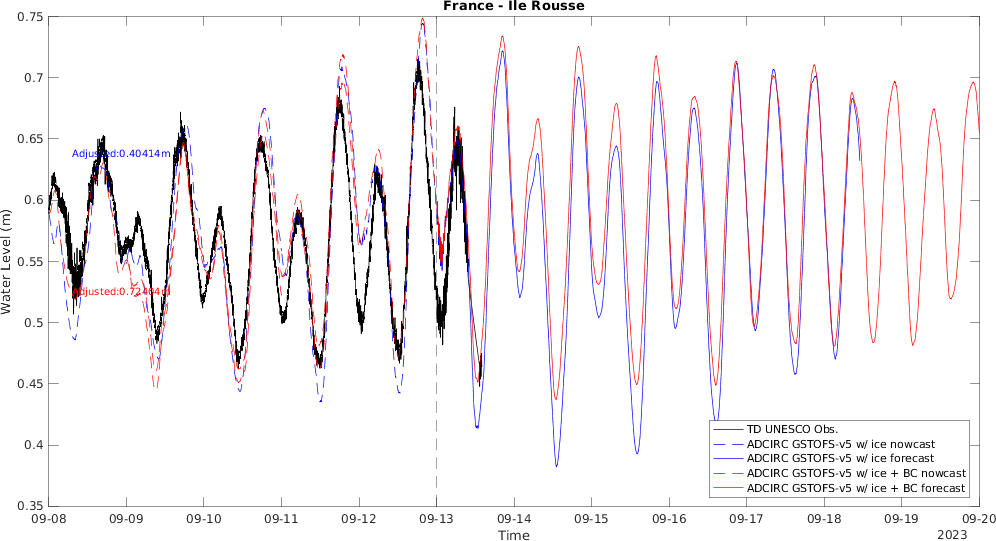 France - Ile Rousse
0.75
0.7
0.65
0.6
0.55
0.5
0.45
0.4
0.35
Water Level (m)
Adjusted:0.40414m
Adjusted:0.72484m
TD UNESCO Obs.
ADCIRC GSTOFS-v5 w/ ice nowcast
ADCIRC GSTOFS-v5 w/ ice forecast
ADCIRC GSTOFS-v5 w/ ice + BC nowcast
ADCIRC GSTOFS-v5 w/ ice + BC forecast
09-08 09-09 09-10 09-11 09-12 09-13 09-14 09-15 09-16 09-17 09-18 09-19 09-20
Time
2023